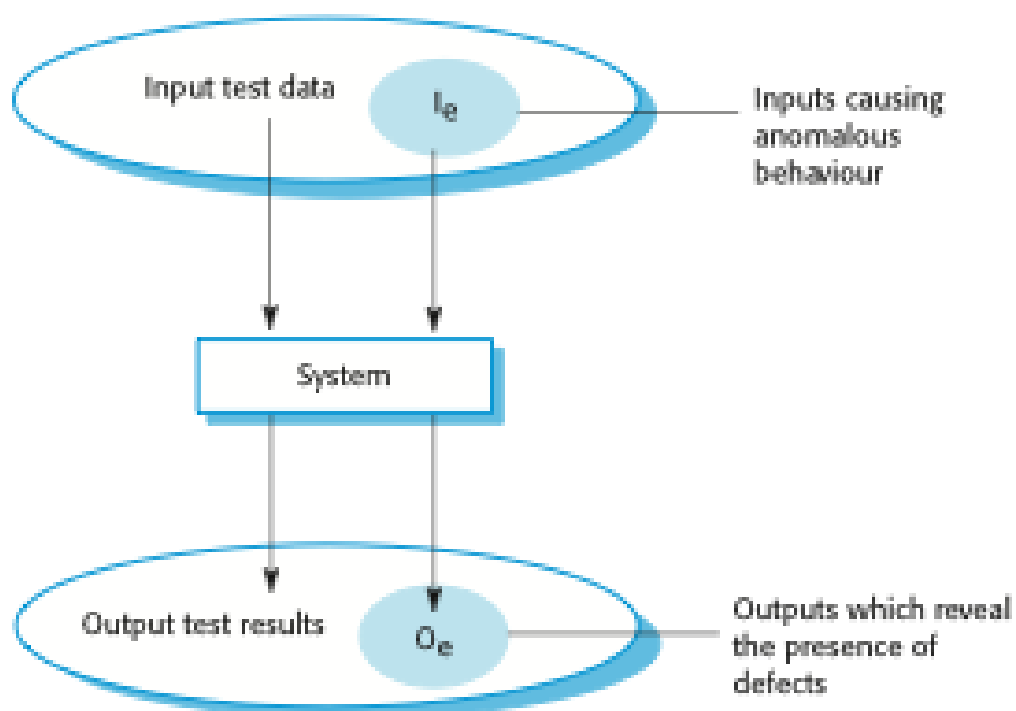 Input test data
Ie
Inputs causing
anomalous
behaviour
System
Output test results
Oe
Outputs which reveal
the presence of
defects